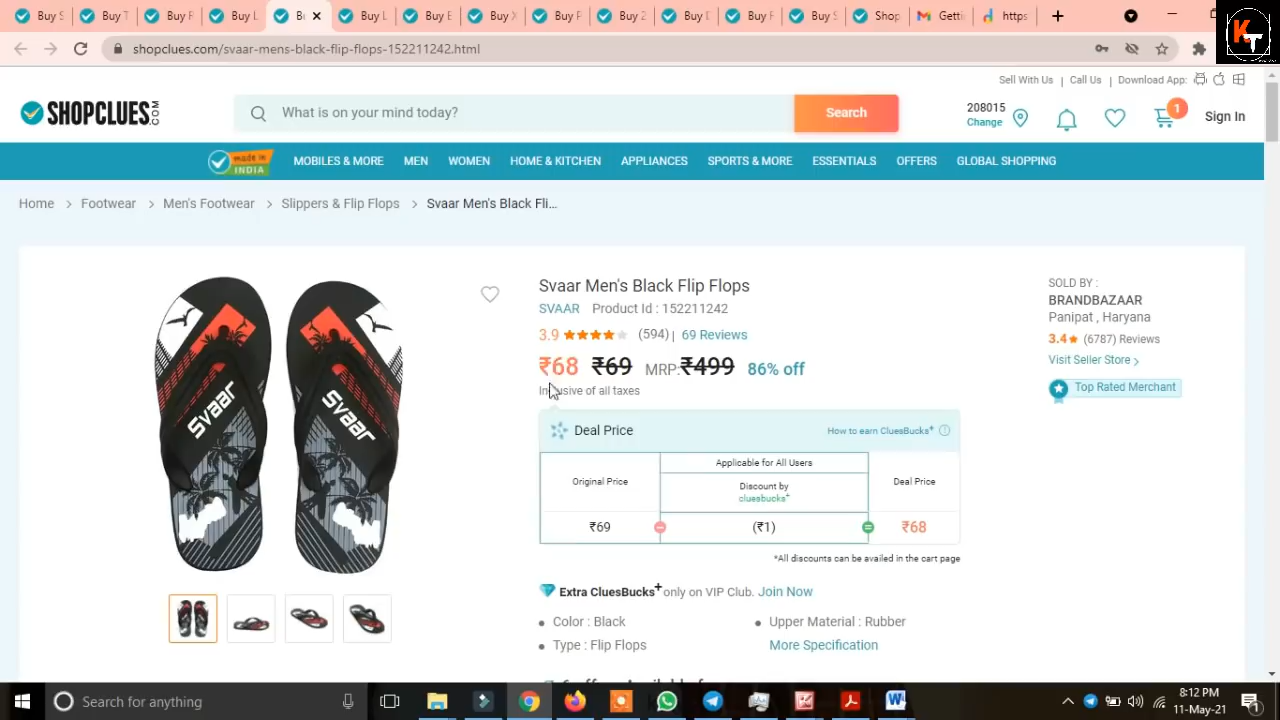 Buy S
Buy T
Buy R
Buy L
B
Buy L
Buy E
Buy X
Buy P
Buy 2
Buy D
Buy F
Buy S
Shop
Getti
https
shopclues.com/svaar-mens-black-flip-flops-152211242.html
KT
Sell With Us | Call Us | Download App:
SHOPCLUES.COM
What is on your mind today?
Search
208015
Change
1
Sign In
made in INDIA
MOBILES & MORE MEN WOMEN HOME & KITCHEN APPLIANCES SPORTS & MORE ESSENTIALS OFFERS GLOBAL SHOPPING
Home > Footwear > Men's Footwear > Slippers & Flip Flops > Svaar Men's Black Fli...
Svaar
Svaar
Svaar Men's Black Flip Flops
SVAAR Product Id : 152211242
3.9 (594) | 69 Reviews
₹68 ₹69 MRP:₹499 86% off
Inclusive of all taxes
Deal Price How to earn CluesBucks+
Original Price
Applicable for All Users
Discount by
cluesbucks+
Deal Price
₹69 (₹1) ₹68
*All discounts can be availed in the cart page
Extra CluesBucks+ only on VIP Club. Join Now
Color : Black
Upper Material : Rubber
Type : Flip Flops
More Specification
SOLD BY :
BRANDBAZAAR
Panipat , Haryana
3.4 (6787) Reviews
Visit Seller Store >
Top Rated Merchant
Search for anything
8:12 PM
11-May-21
1